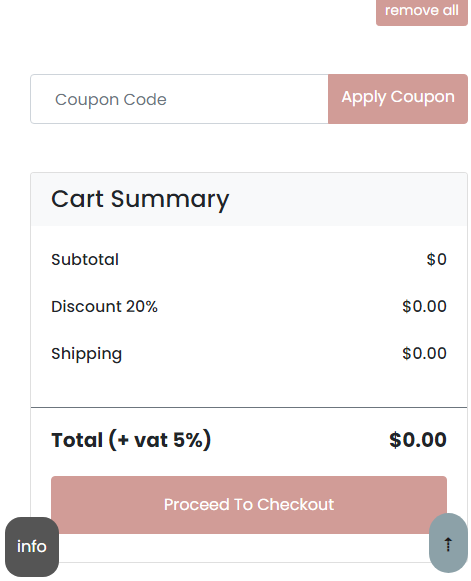 remove all
Coupon Code
Apply Coupon
Cart Summary
Subtotal $0
Discount 20% $0.00
Shipping $0.00
Total (+ vat 5%) $0.00
Proceed To Checkout
info